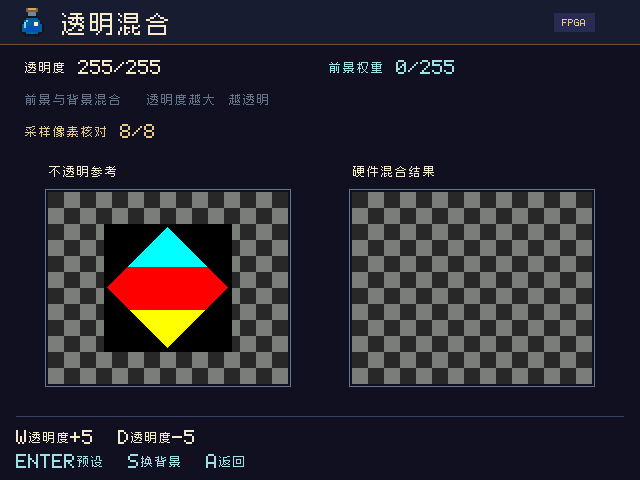 透明混合 FPGA
透明度 255/255 前景权重 0/255
前景与背景混合 透明度越大 越透明
采样像素核对 8/8
不透明参考 硬件混合结果
W透明度+5 D透明度-5
ENTER预设 S换背景 A返回